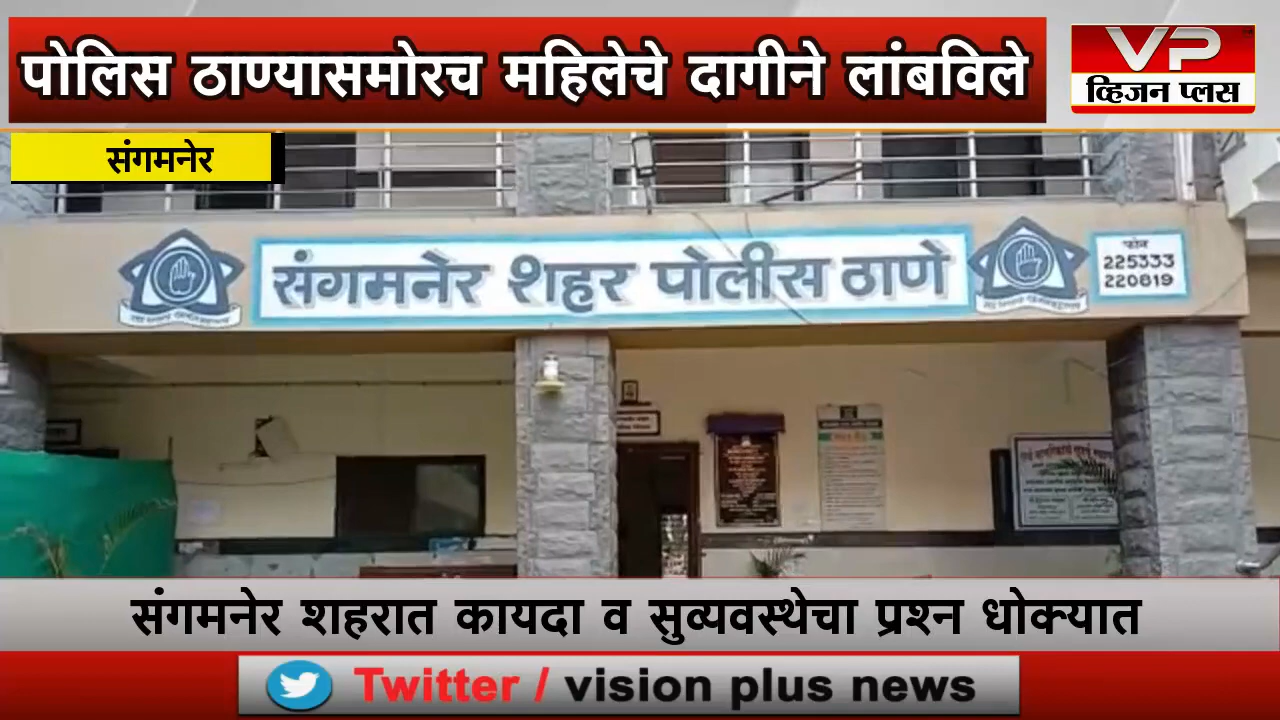 पोलिस ठाण्यासमोरच महिलेचे दागीने लांबविले
VP
व्हिजन प्लस
संगमनेर
संगमनेर शहर पोलीस ठाणे
फोन
225333
220819
संगमनेर शहरात कायदा व सुव्यवस्थेचा प्रश्न धोक्यात
Twitter / vision plus news